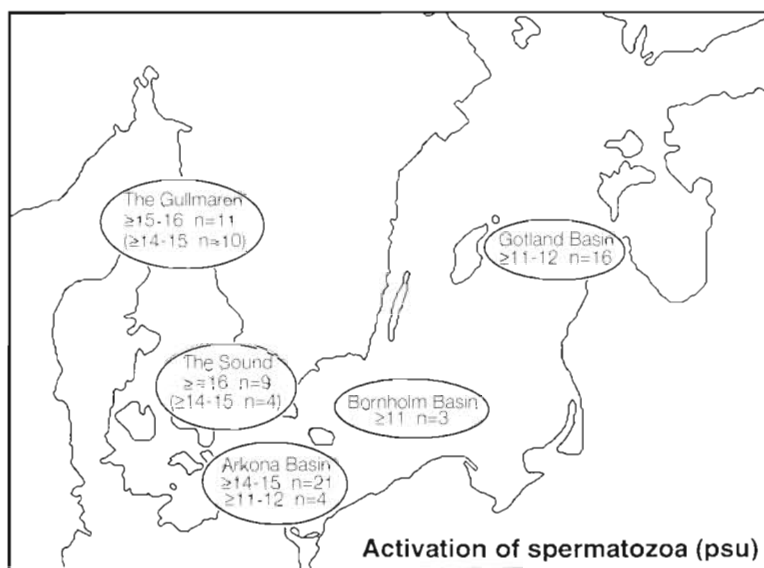 The Gullmaren
≥15-16 n=11
(≥14-15 n=10)
Gotland Basin
≥11-12 n=16
The Sound
≥=16 n=9
(≥14-15 n=4)
Bornholm Basin
≥11 n=3
Arkona Basin
≥14-15 n=21
≥11-12 n=4
Activation of spermatozoa (psu)